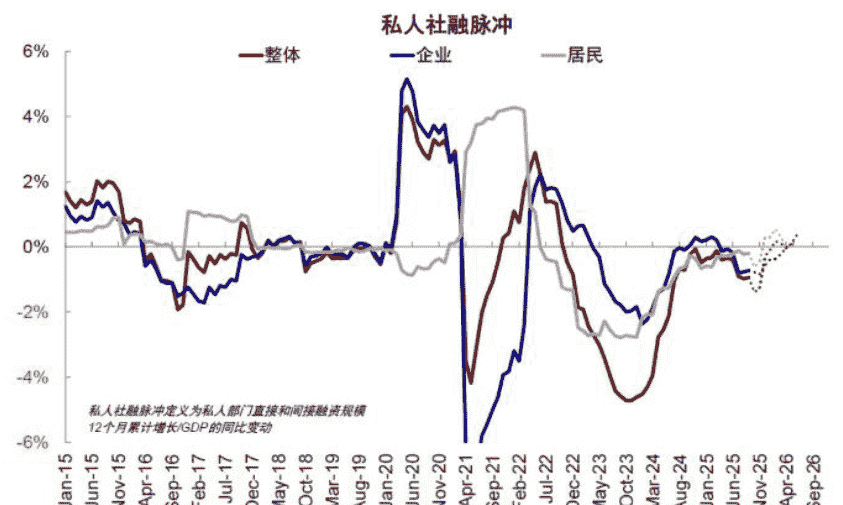 私人社融脉冲
整体 企业 居民
6%
4%
2%
0%
-2%
-4%
-6%
私人社融脉冲定义为私人部门直接和间接融资规模
12个月累计增长/GDP的同比变动
Jan-15 Jun-15 Nov-15 Apr-16 Sep-16 Feb-17 Jul-17 Dec-17 May-18 Oct-18 Mar-19 Aug-19 Jan-20 Jun-20 Nov-20 Apr-21 Sep-21 Feb-22 Jul-22 Dec-22 May-23 Oct-23 Mar-24 Aug-24 Jan-25 Jun-25 Nov-25 Apr-26 Sep-26